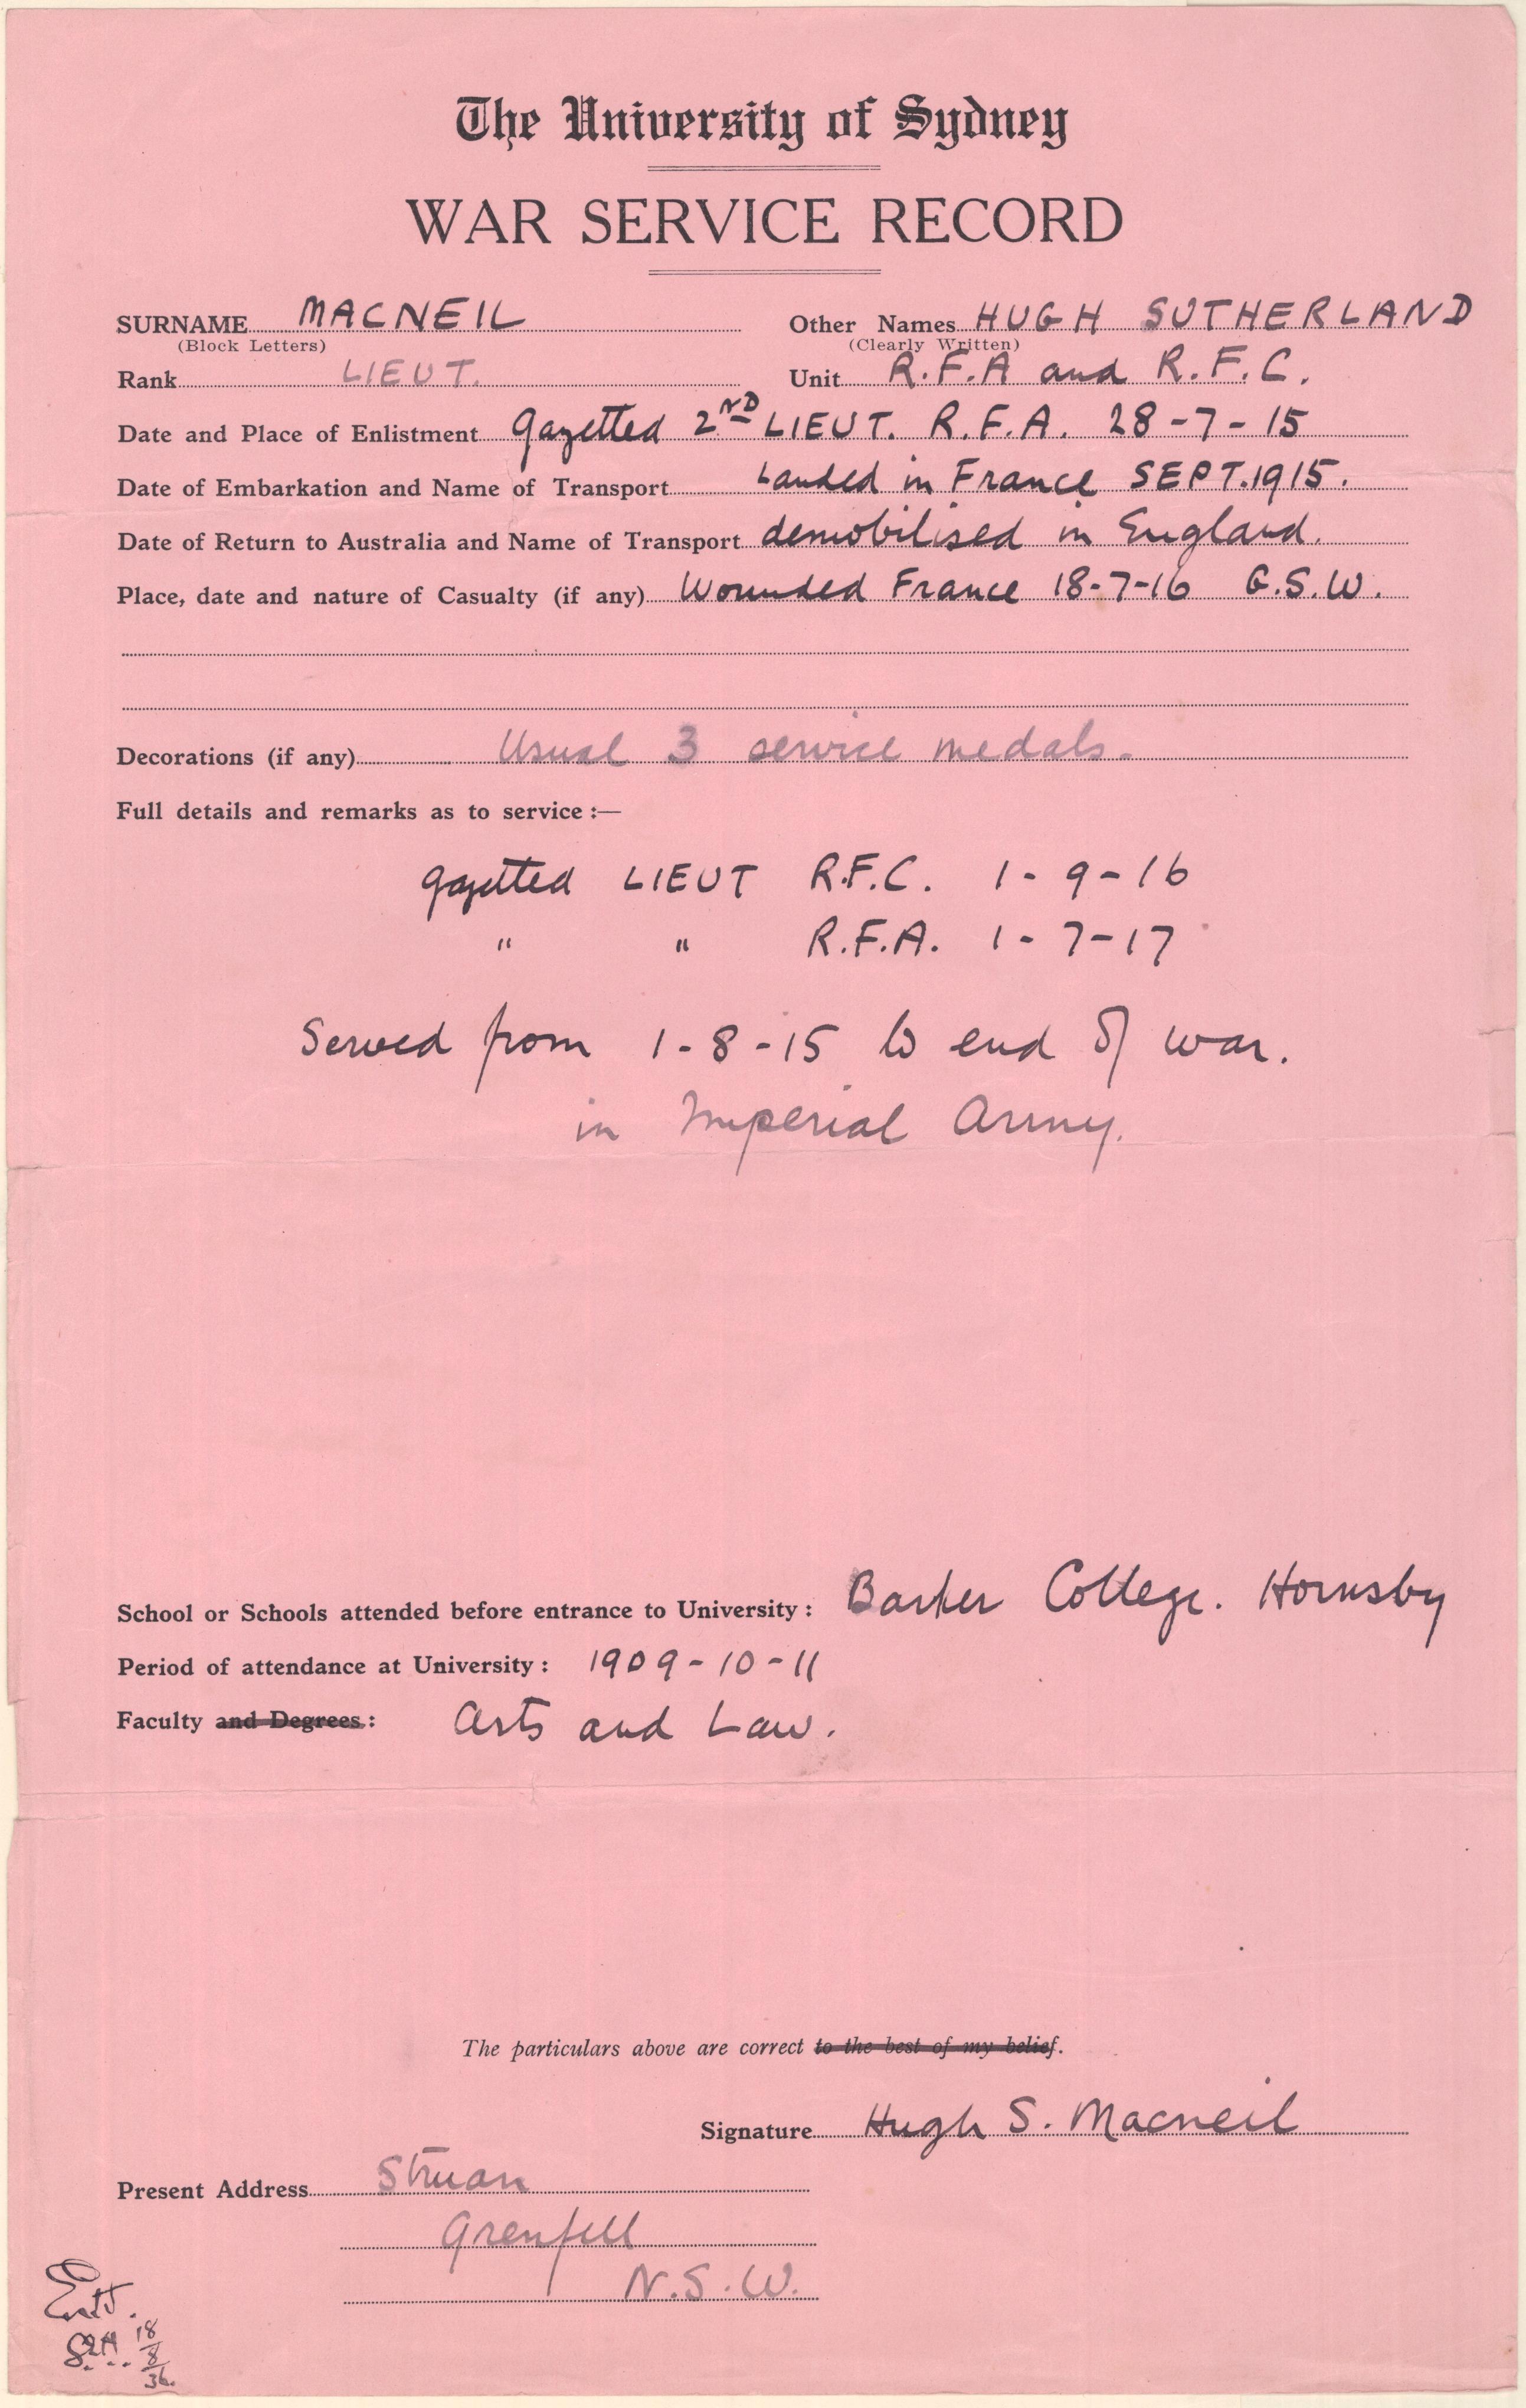 The University of Sydney
WAR SERVICE RECORD
SURNAME MACNEIL Other Names HUGH SUTHERLAND
(Block Letters) (Clearly Written)
Rank LIEUT. Unit R.F.A and R.F.C.
Date and Place of Enlistment gazetted 2ND LIEUT. R.F.A. 28-7-15
Date of Embarkation and Name of Transport Landed in France SEPT. 1915.
Date of Return to Australia and Name of Transport demobilised in England.
Place, date and nature of Casualty (if any) Wounded France 18-7-16 G.S.W.
Decorations (if any) Usual 3 service medals.
Full details and remarks as to service :—
gazetted LIEUT R.F.C. 1-9-16
" " R.F.A. 1-7-17
Served from 1-8-15 to end of war.
in Imperial Army.
School or Schools attended before entrance to University : Barker College. Hornsby
Period of attendance at University : 1909-10-11
Faculty and Degrees : Arts and Law.
The particulars above are correct to the best of my belief.
Signature Hugh S. Macneil
Present Address Struan
Grenfell
N.S.W.
18
8
36.